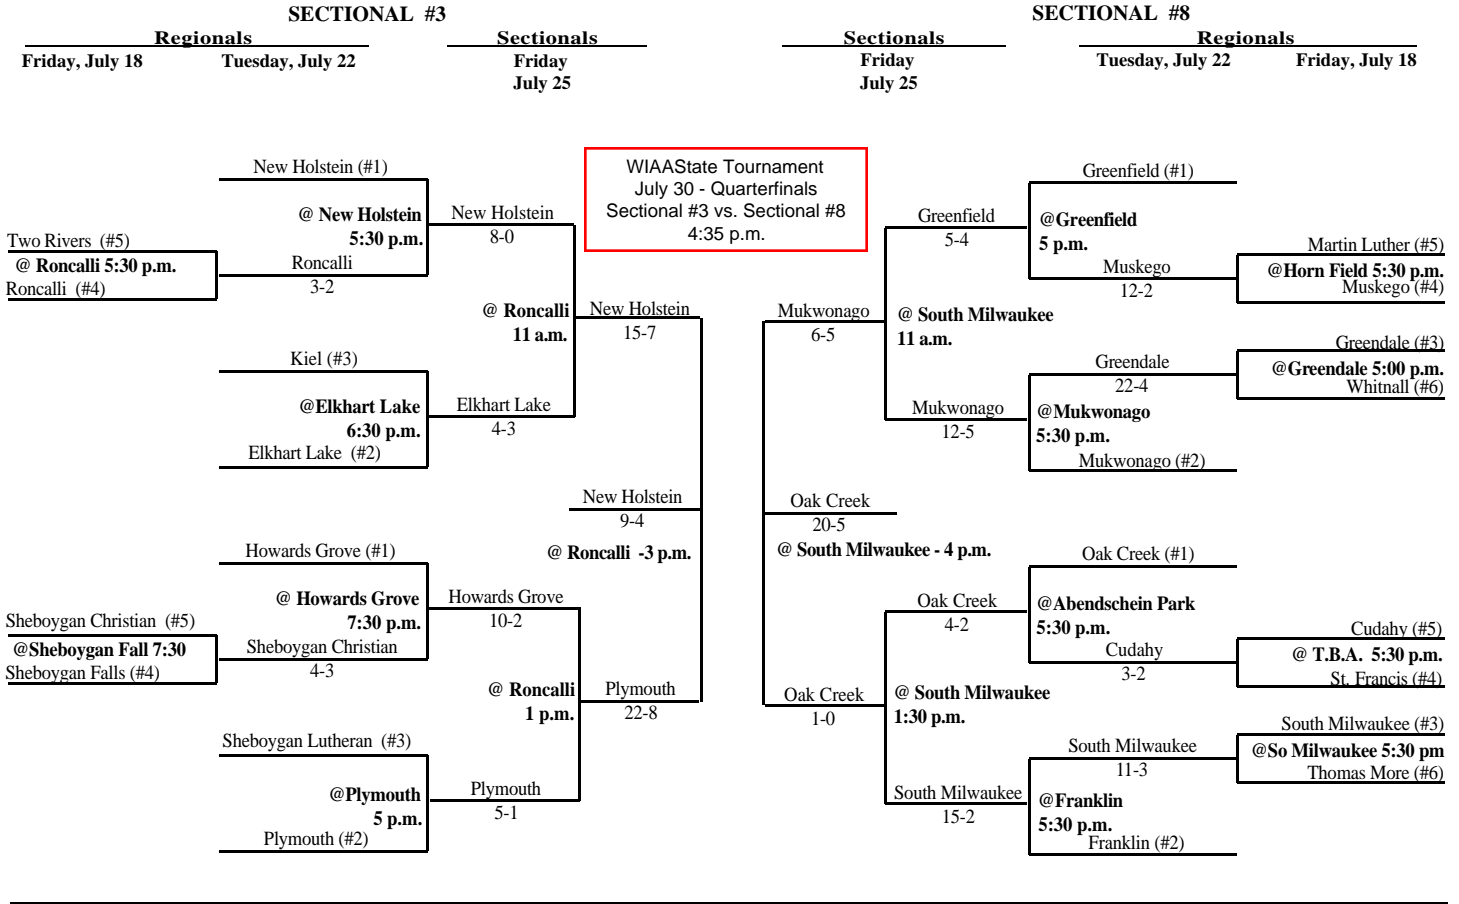 SECTIONAL #3
SECTIONAL #8
Regionals
Sectionals
Sectionals
Regionals
Friday, July 18
Tuesday, July 22
Friday
July 25
Friday
July 25
Tuesday, July 22
Friday, July 18
WIAAState Tournament
July 30 - Quarterfinals
Sectional #3 vs. Sectional #8
4:35 p.m.
New Holstein (#1)
@ New Holstein
5:30 p.m.
New Holstein
8-0
Two Rivers (#5)
@ Roncalli 5:30 p.m.
Roncalli (#4)
Roncalli
3-2
@ Roncalli
11 a.m.
New Holstein
15-7
Kiel (#3)
@Elkhart Lake
6:30 p.m.
Elkhart Lake
4-3
Elkhart Lake (#2)
New Holstein
9-4
@ Roncalli -3 p.m.
Howards Grove (#1)
@ Howards Grove
7:30 p.m.
Howards Grove
10-2
Sheboygan Christian (#5)
@Sheboygan Fall 7:30
Sheboygan Falls (#4)
Sheboygan Christian
4-3
@ Roncalli
1 p.m.
Plymouth
22-8
Sheboygan Lutheran (#3)
@Plymouth
5 p.m.
Plymouth
5-1
Plymouth (#2)
Greenfield (#1)
Greenfield
5-4
@Greenfield
5 p.m.
Martin Luther (#5)
@Horn Field 5:30 p.m.
Muskego (#4)
Muskego
12-2
Mukwonago
6-5
@ South Milwaukee
11 a.m.
Greendale (#3)
@Greendale 5:00 p.m.
Whitnall (#6)
Greendale
22-4
Mukwonago
12-5
@Mukwonago
5:30 p.m.
Mukwonago (#2)
Oak Creek
20-5
@ South Milwaukee - 4 p.m.
Oak Creek (#1)
Oak Creek
4-2
@Abendschein Park
5:30 p.m.
Cudahy (#5)
@ T.B.A. 5:30 p.m.
St. Francis (#4)
Cudahy
3-2
Oak Creek
1-0
@ South Milwaukee
1:30 p.m.
South Milwaukee (#3)
@So Milwaukee 5:30 pm
Thomas More (#6)
South Milwaukee
11-3
South Milwaukee
15-2
@Franklin
5:30 p.m.
Franklin (#2)